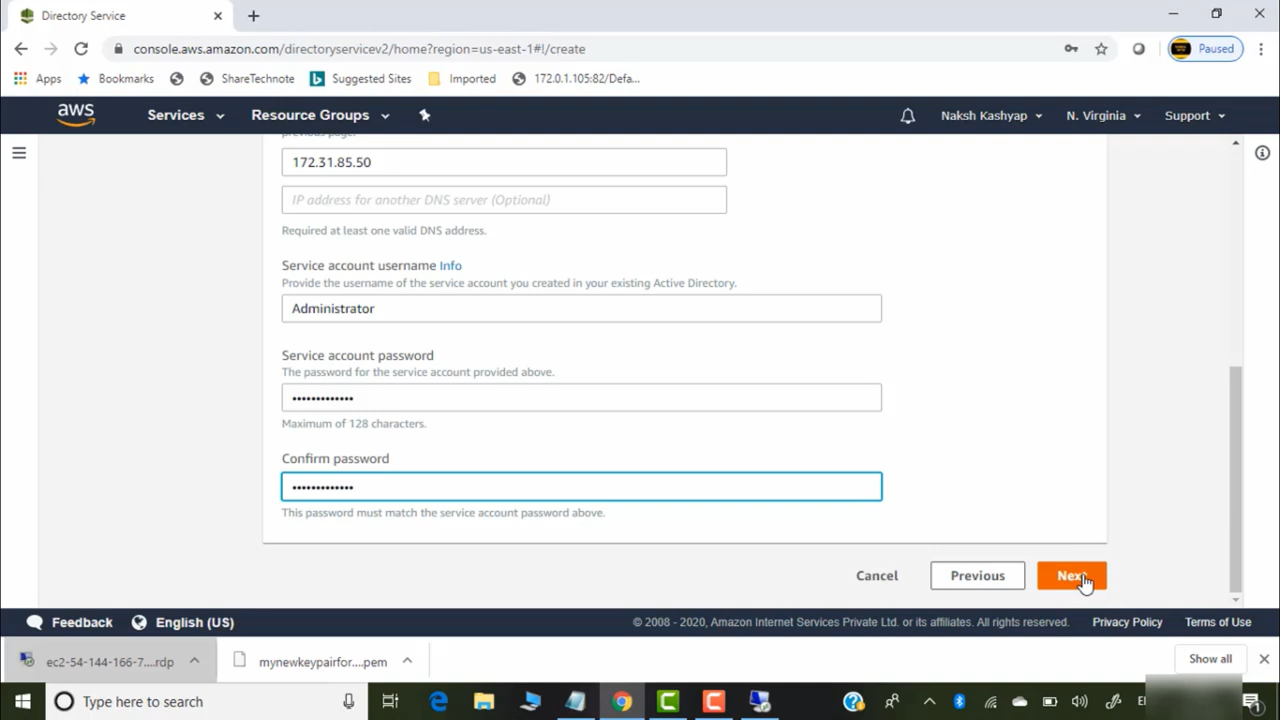 Directory Service
console.aws.amazon.com/directoryservicev2/home?region=us-east-1#!/create
Paused
Apps
Bookmarks
ShareTechnote
Suggested Sites
Imported
172.0.1.105:82/Defa...
aws
Services
Resource Groups
Naksh Kashyap
N. Virginia
Support
previous page.
172.31.85.50
IP address for another DNS server (Optional)
Required at least one valid DNS address.
Service account username Info
Provide the username of the service account you created in your existing Active Directory.
Administrator
Service account password
The password for the service account provided above.
•••••••••••••
Maximum of 128 characters.
Confirm password
•••••••••••••
This password must match the service account password above.
Cancel
Previous
Next
Feedback
English (US)
© 2008 - 2020, Amazon Internet Services Private Ltd. or its affiliates. All rights reserved.
Privacy Policy
Terms of Use
ec2-54-144-166-7....rdp
mynewkeypairfor....pem
Show all
Type here to search